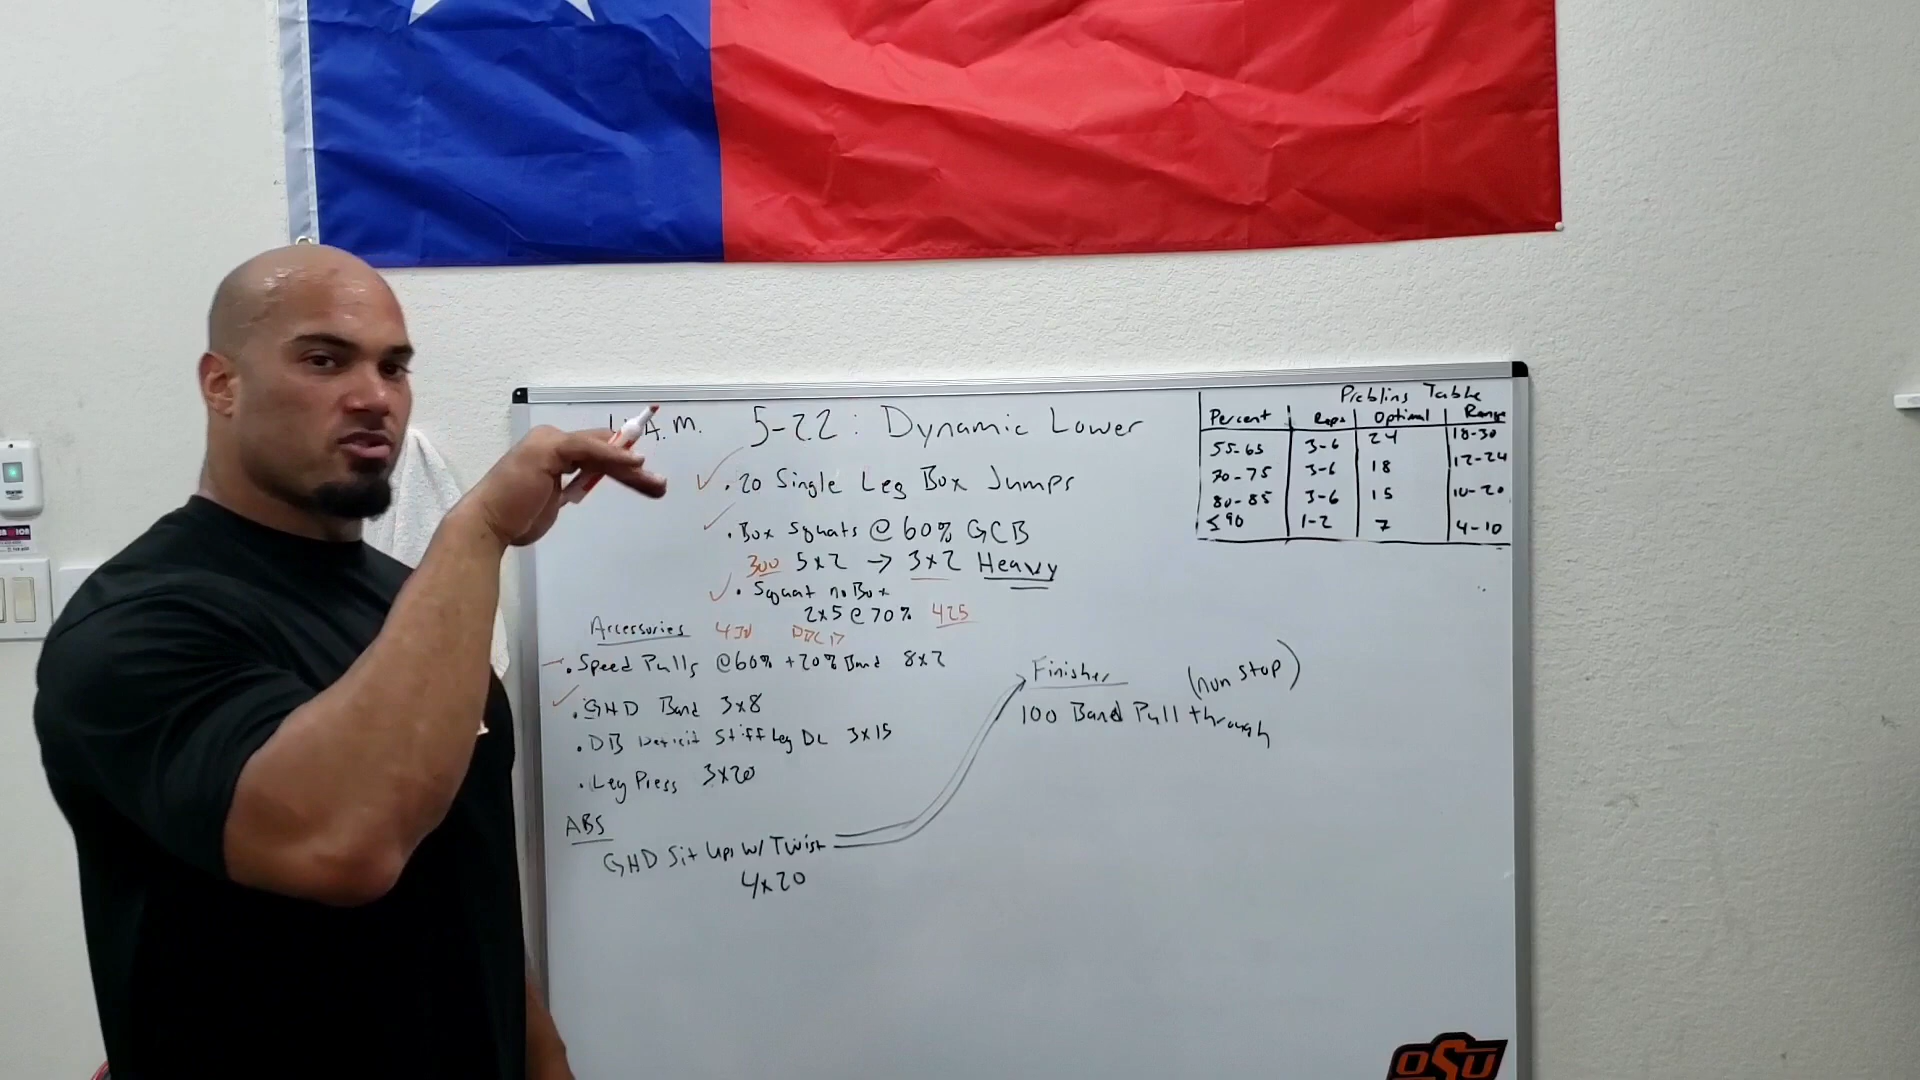 A.M. 5-22: Dynamic Lower
. 20 Single Leg Box Jumps
. Box Squats @ 60% GCB
300 5x2 → 3x2 Heavy
. Squat no Box
2x5 @ 70% 425
Accessories
. Speed Pulls @60% +20% Band 8x2
. GHD Band 3x8
. DB Deficit Stiff Leg DL 3x15
. Leg Press 3x20
ABS
GHD Sit Ups w/ Twist
4x20
Finisher (non stop)
100 Band Pull through
Preblins Table
Percent Reps Optimal Range
55-65 3-6 24 18-30
70-75 3-6 18 12-24
80-85 3-6 15 10-20
≤90 1-2 7 4-10
OSU